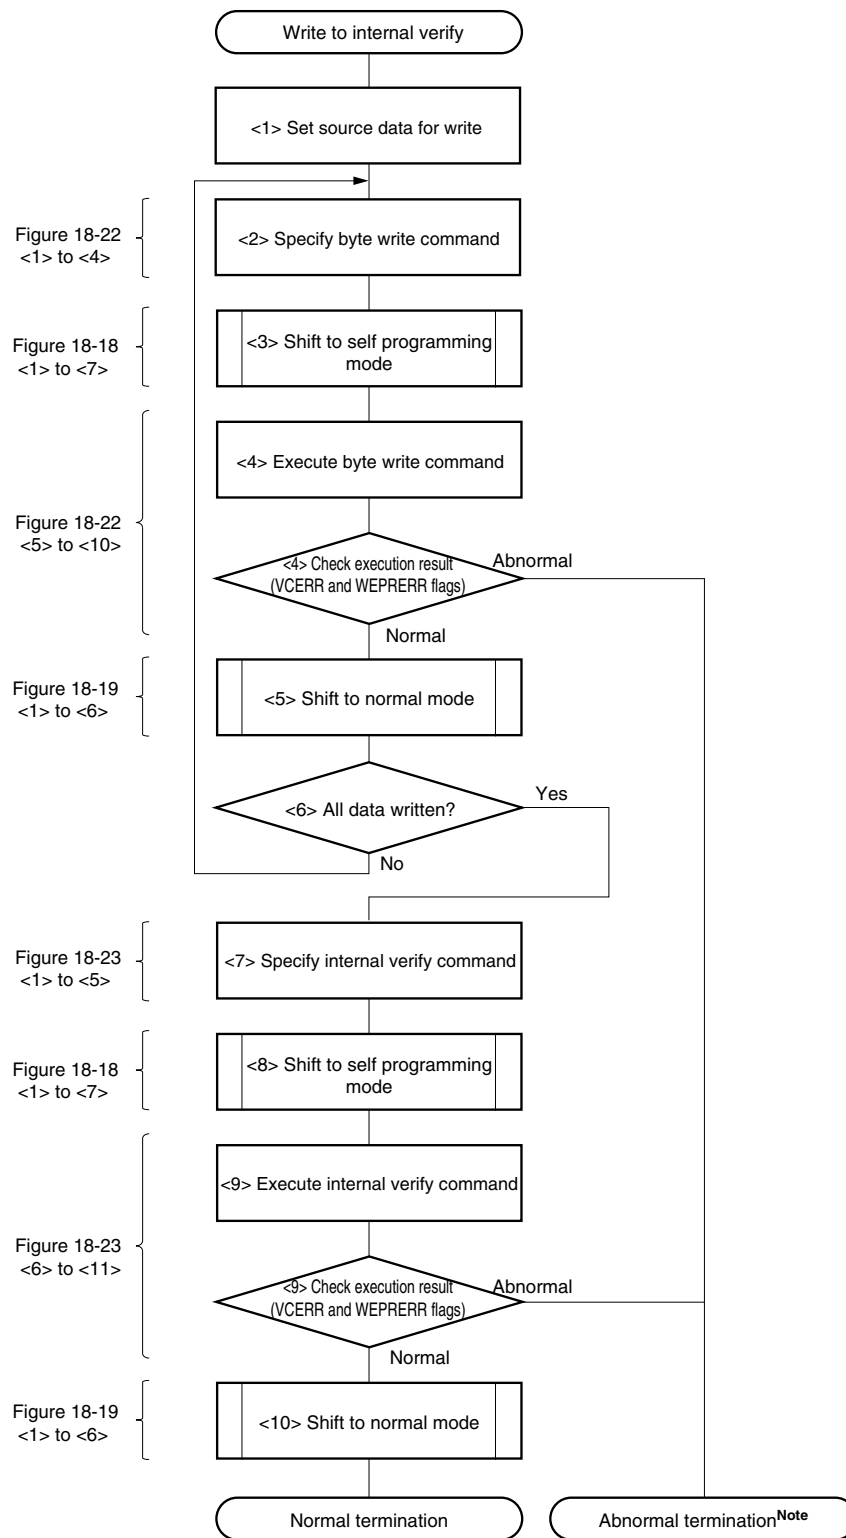 Write to internal verify
<1> Set source data for write
Figure 18-22
<1> to <4>
<2> Specify byte write command
Figure 18-18
<1> to <7>
<3> Shift to self programming
mode
<4> Execute byte write command
Figure 18-22
<5> to <10>
<4> Check execution result
(VCERR and WEPRERR flags)
Abnormal
Normal
Figure 18-19
<1> to <6>
<5> Shift to normal mode
<6> All data written?
Yes
No
Figure 18-23
<1> to <5>
<7> Specify internal verify command
Figure 18-18
<1> to <7>
<8> Shift to self programming
mode
<9> Execute internal verify command
Figure 18-23
<6> to <11>
<9> Check execution result
(VCERR and WEPRERR flags)
Abnormal
Normal
Figure 18-19
<1> to <6>
<10> Shift to normal mode
Normal termination
Abnormal termination Note